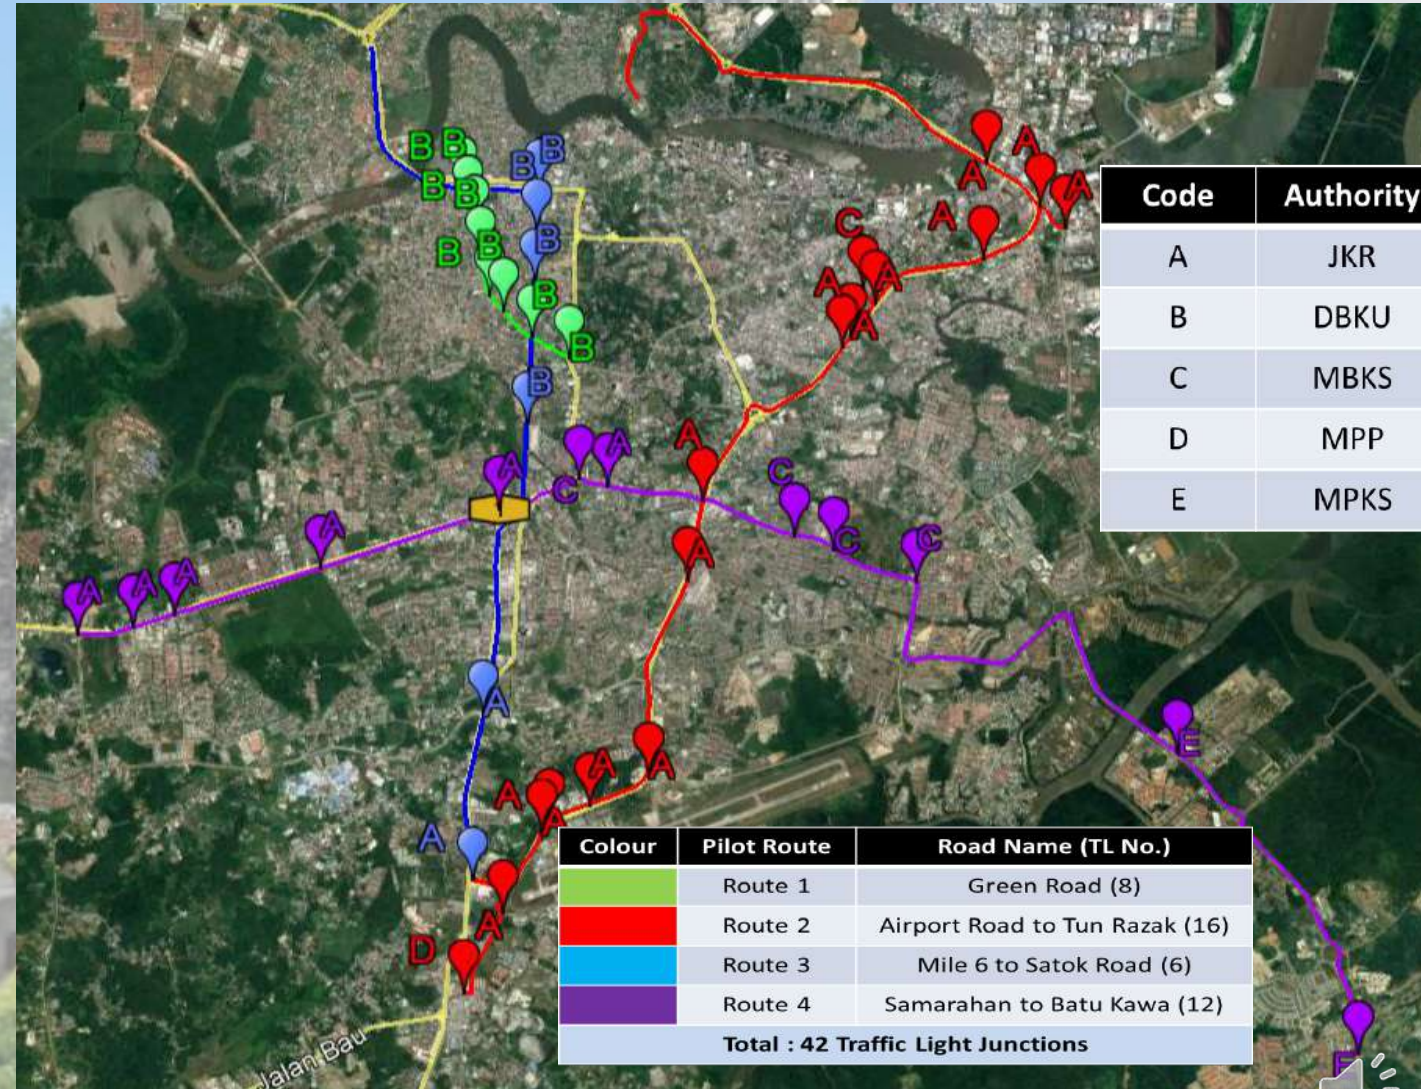 B B B B
B B
A
A
A
B B
C
A
B B
B
A A
B
A
B
B
A
A
A
C
C
A
C
C
A
A
A
A
A
E
A
A
A
A
A
A
D
E
Jalan Bau
Code Authority
A JKR
B DBKU
C MBKS
D MPP
E MPKS
Colour Pilot Route Road Name (TL No.)
Route 1 Green Road (8)
Route 2 Airport Road to Tun Razak (16)
Route 3 Mile 6 to Satok Road (6)
Route 4 Samarahan to Batu Kawa (12)
Total : 42 Traffic Light Junctions